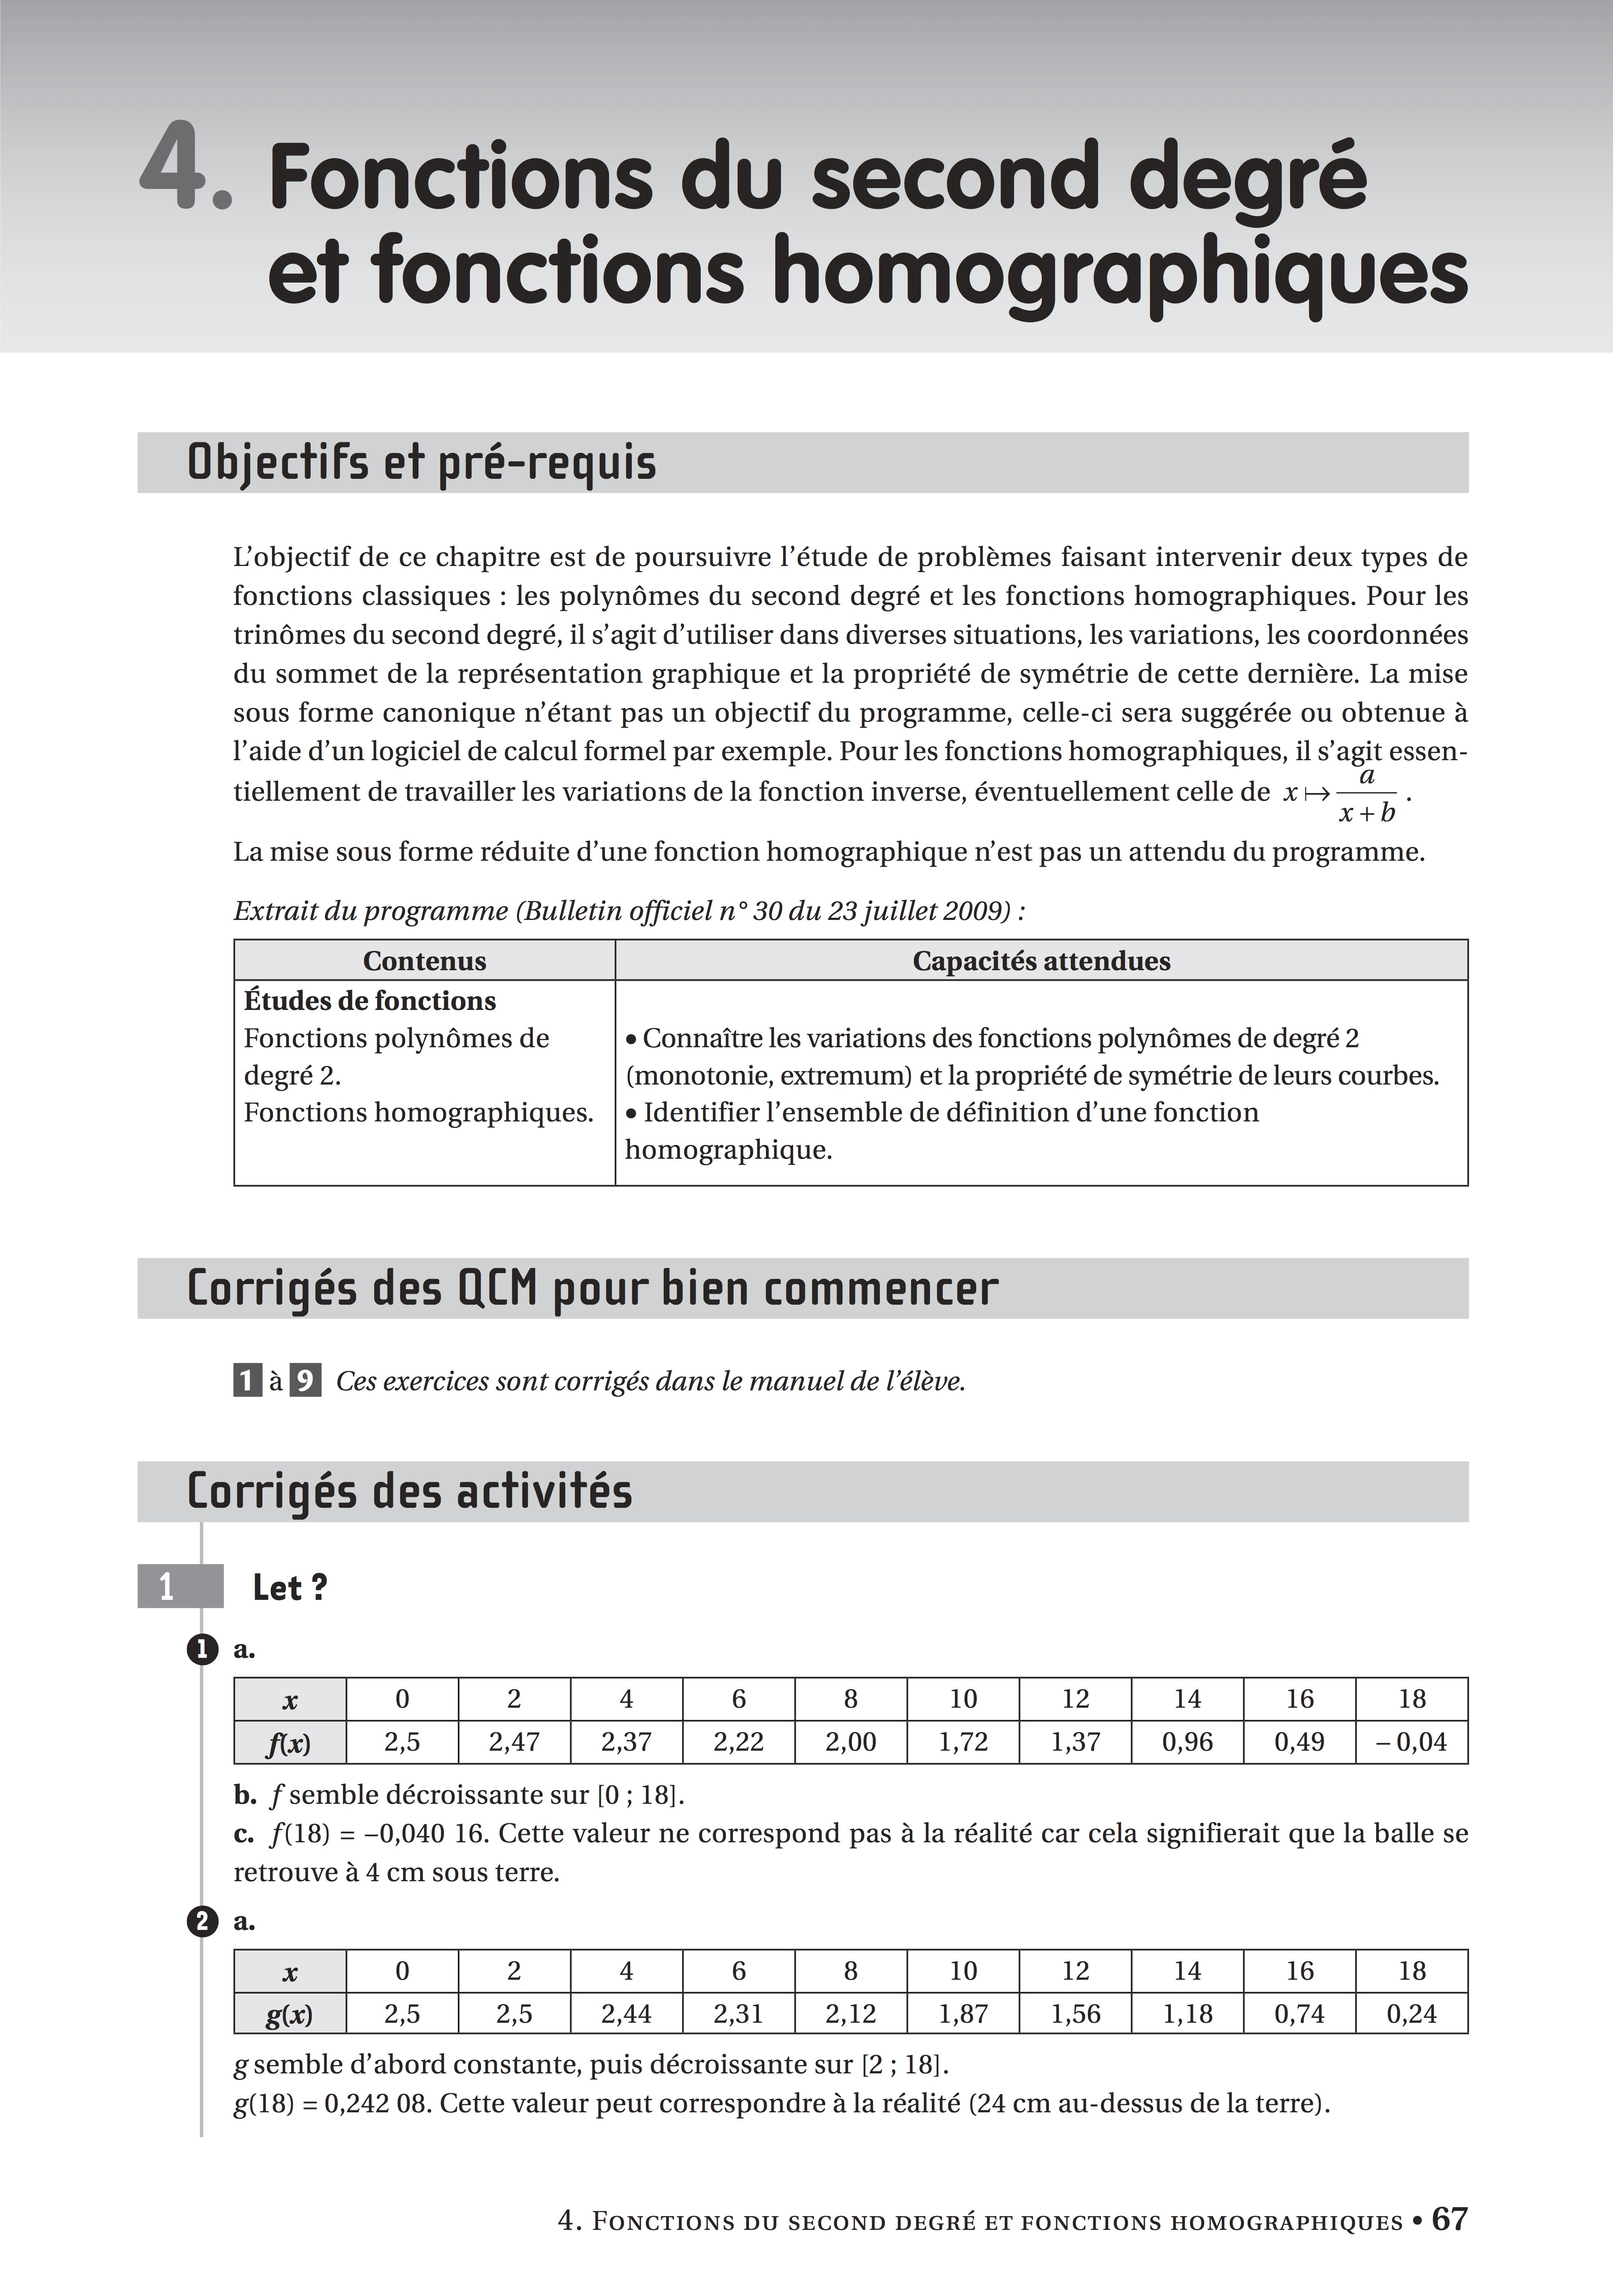 4. Fonctions du second degré
et fonctions homographiques
Objectifs et pré-requis
L’objectif de ce chapitre est de poursuivre l’étude de problèmes faisant intervenir deux types de
fonctions classiques : les polynômes du second degré et les fonctions homographiques. Pour les
trinômes du second degré, il s’agit d’utiliser dans diverses situations, les variations, les coordonnées
du sommet de la représentation graphique et la propriété de symétrie de cette dernière. La mise
sous forme canonique n’étant pas un objectif du programme, celle-ci sera suggérée ou obtenue à
l’aide d’un logiciel de calcul formel par exemple. Pour les fonctions homographiques, il s’agit essen-
tiellement de travailler les variations de la fonction inverse, éventuellement celle de x ↦ a/(x + b) .
La mise sous forme réduite d’une fonction homographique n’est pas un attendu du programme.
Extrait du programme (Bulletin officiel n° 30 du 23 juillet 2009) :
Contenus Capacités attendues
Études de fonctions
Fonctions polynômes de
degré 2.
Fonctions homographiques.
• Connaître les variations des fonctions polynômes de degré 2
(monotonie, extremum) et la propriété de symétrie de leurs courbes.
• Identifier l’ensemble de définition d’une fonction
homographique.
Corrigés des QCM pour bien commencer
1 à 9 Ces exercices sont corrigés dans le manuel de l’élève.
Corrigés des activités
1 Let ?
1 a.
x 0 2 4 6 8 10 12 14 16 18
f(x) 2,5 2,47 2,37 2,22 2,00 1,72 1,37 0,96 0,49 – 0,04
b. f semble décroissante sur [0 ; 18].
c. f(18) = –0,040 16. Cette valeur ne correspond pas à la réalité car cela signifierait que la balle se
retrouve à 4 cm sous terre.
2 a.
x 0 2 4 6 8 10 12 14 16 18
g(x) 2,5 2,5 2,44 2,31 2,12 1,87 1,56 1,18 0,74 0,24
g semble d’abord constante, puis décroissante sur [2 ; 18].
g(18) = 0,242 08. Cette valeur peut correspondre à la réalité (24 cm au-dessus de la terre).
4. Fonctions du second degré et fonctions homographiques • 67